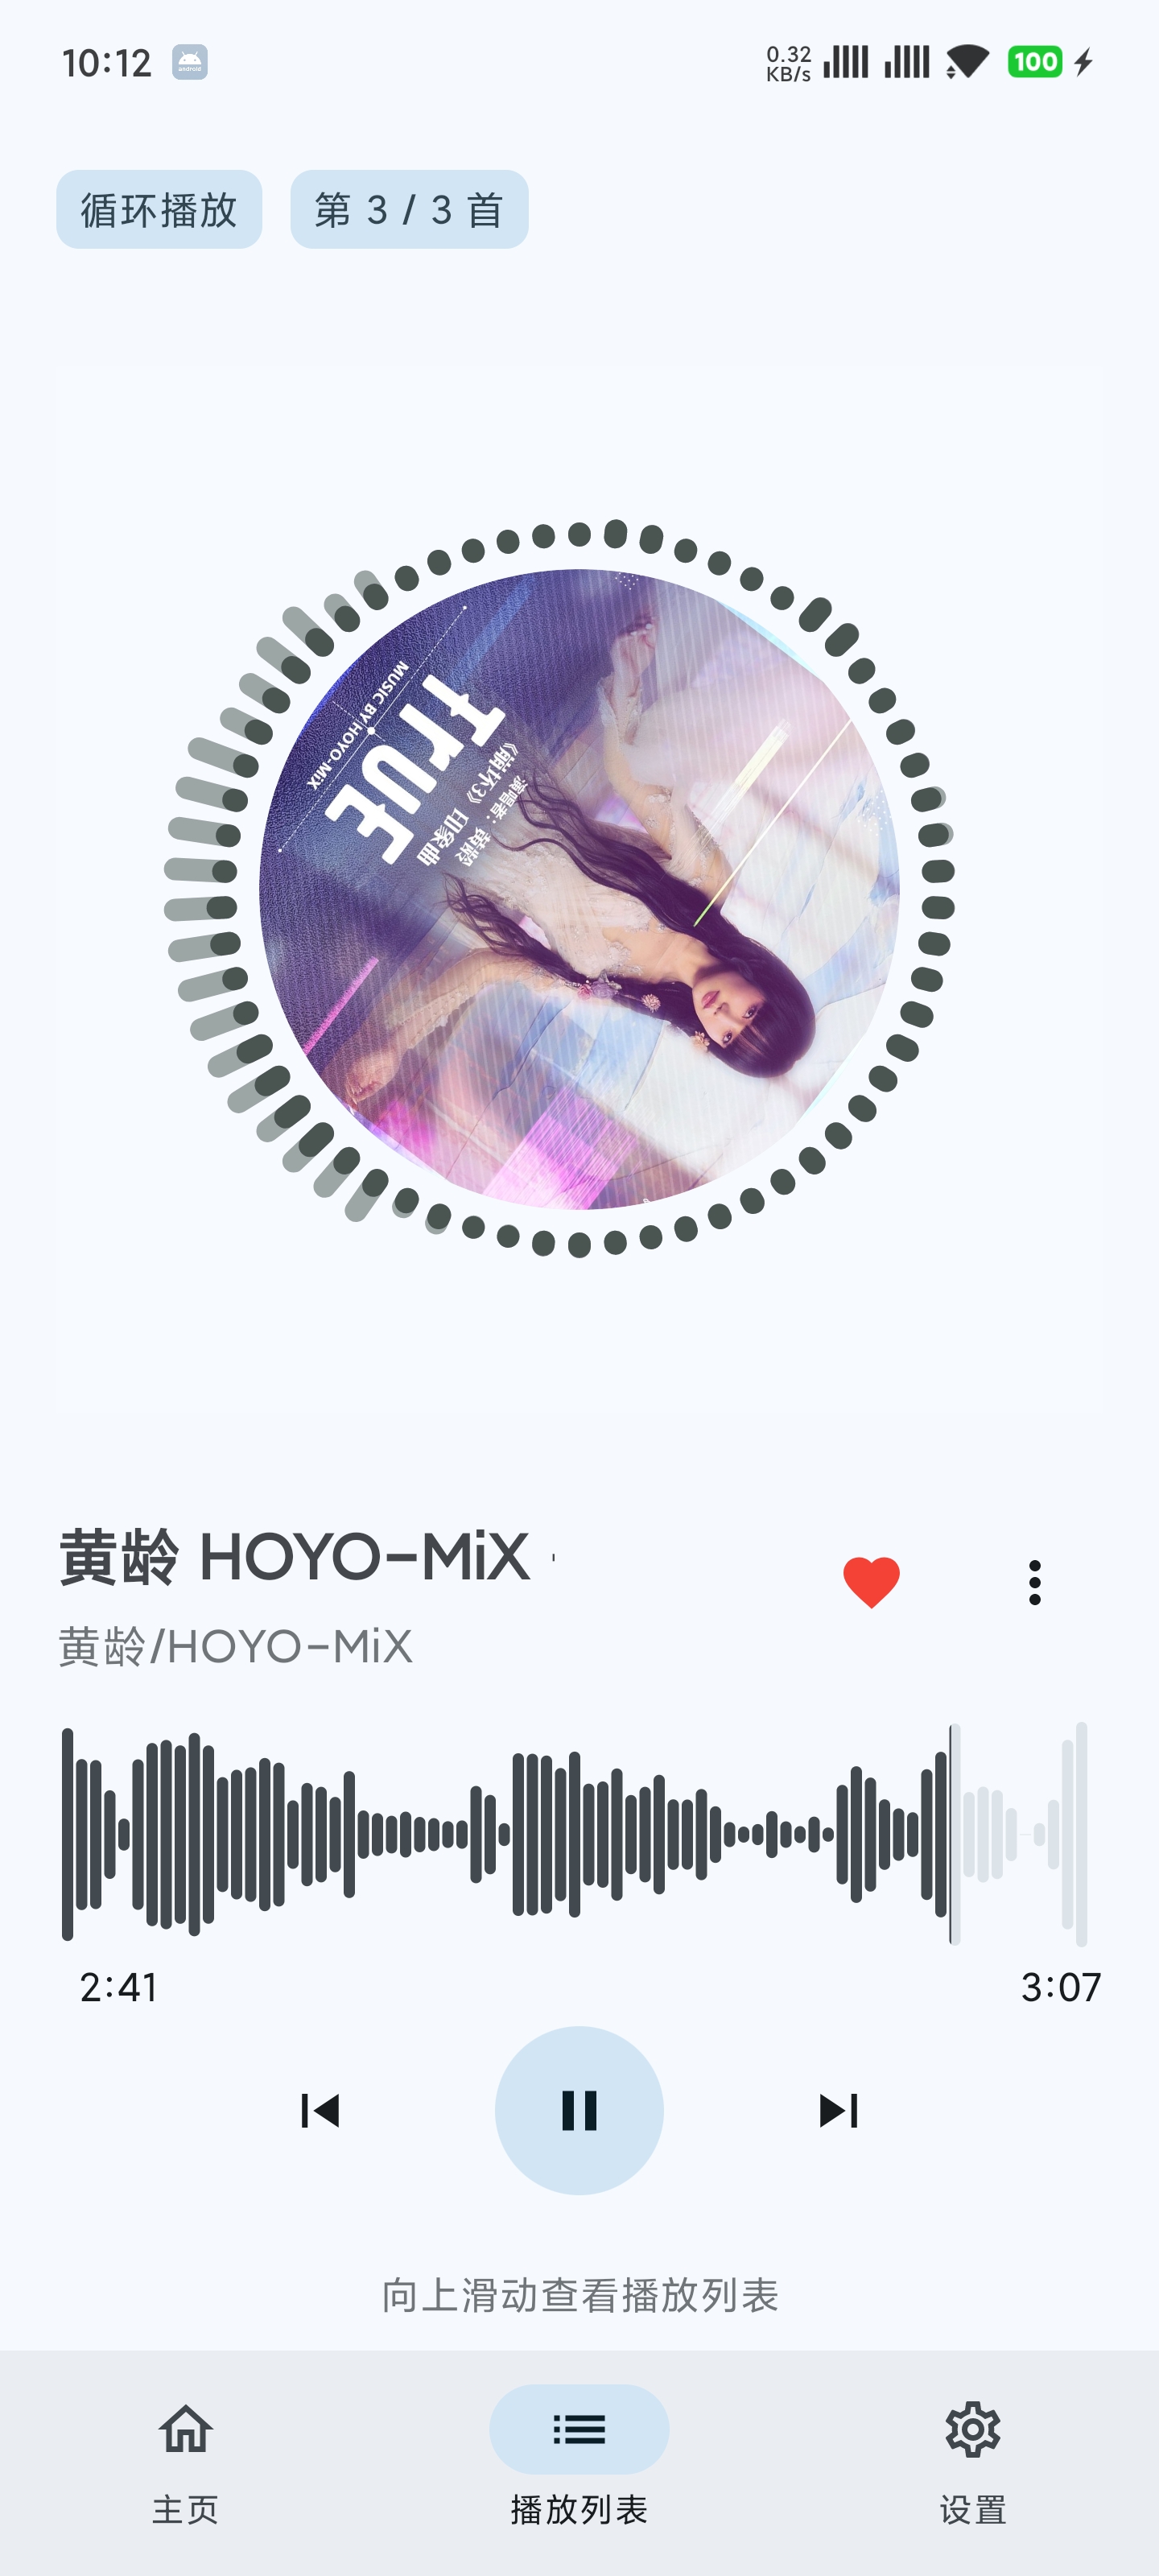 10:12
android
0.32
KB/s
100
循环播放
第 3 / 3 首
MUSIC BY HOYO-MiX
TrUE
《崩坏3》印象曲
演唱者：黄龄
黄龄 HOYO-MiX
黄龄/HOYO-MiX
2:41
3:07
向上滑动查看播放列表
主页
播放列表
设置